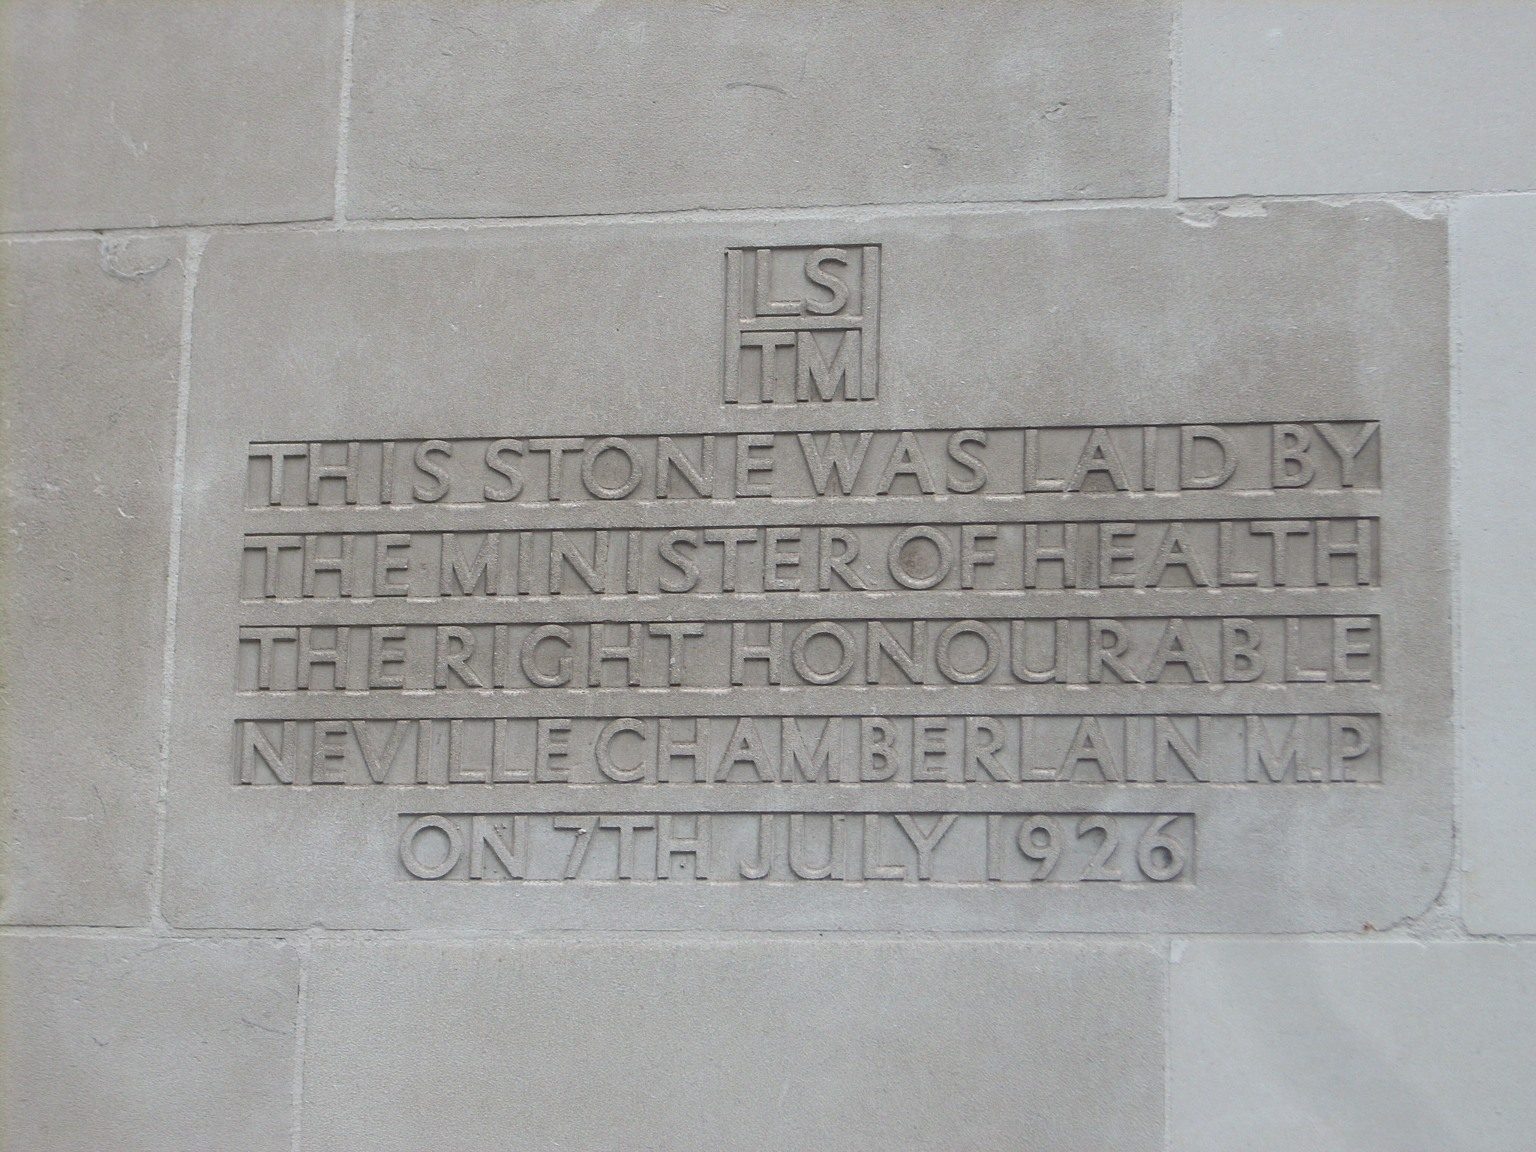 LS
TM
THIS STONE WAS LAID BY
THE MINISTER OF HEALTH
THE RIGHT HONOURABLE
NEVILLE CHAMBERLAIN M.P
ON 7TH JULY 1926